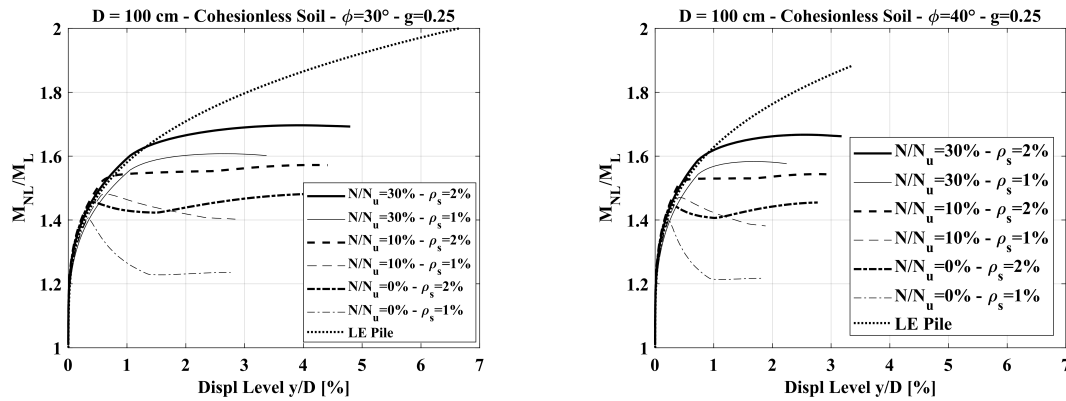 D = 100 cm - Cohesionless Soil - ϕ=30° - g=0.25
2
1.8
1.6
1.4
1.2
1
M_NL/M_L
0 1 2 3 4 5 6 7
Displ Level y/D [%]
N/N_u=30% - ρ_s=2%
N/N_u=30% - ρ_s=1%
N/N_u=10% - ρ_s=2%
N/N_u=10% - ρ_s=1%
N/N_u=0% - ρ_s=2%
N/N_u=0% - ρ_s=1%
LE Pile
D = 100 cm - Cohesionless Soil - ϕ=40° - g=0.25
2
1.8
1.6
1.4
1.2
1
M_NL/M_L
0 1 2 3 4 5 6 7
Displ Level y/D [%]
N/N_u=30% - ρ_s=2%
N/N_u=30% - ρ_s=1%
N/N_u=10% - ρ_s=2%
N/N_u=10% - ρ_s=1%
N/N_u=0% - ρ_s=2%
N/N_u=0% - ρ_s=1%
LE Pile